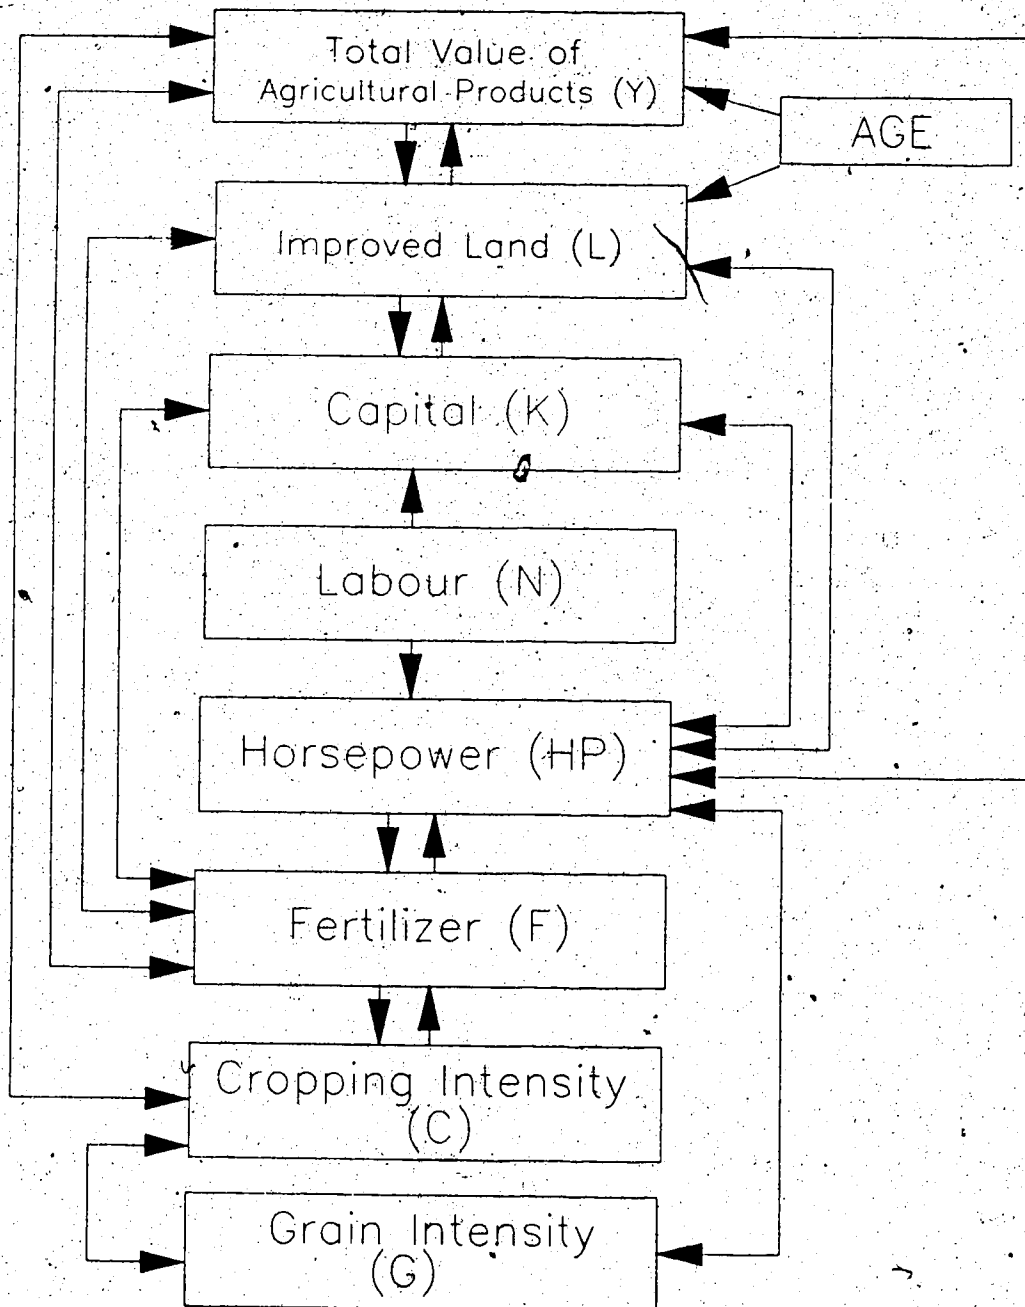 Total Value of
Agricultural Products (Y)
AGE
Improved Land (L)
Capital (K)
Labour (N)
Horsepower (HP)
Fertilizer (F)
Cropping Intensity
(C)
Grain Intensity
(G)